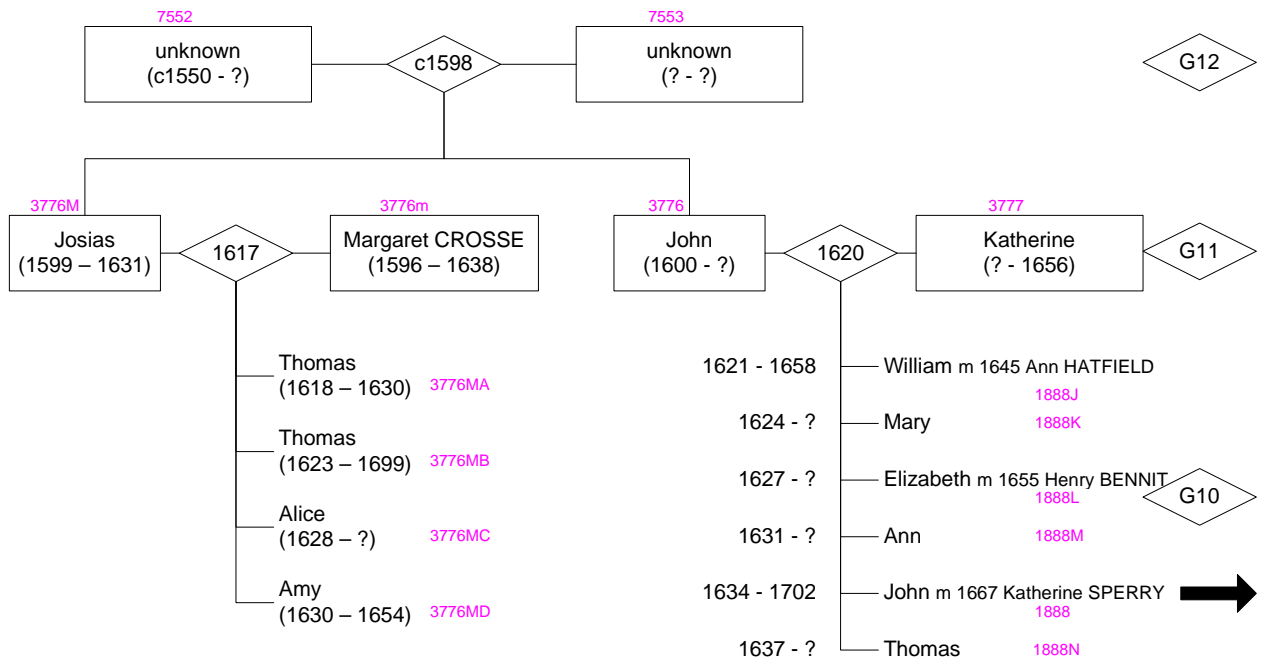 7552
7553
unknown
(c1550 - ?)
c1598
unknown
(? - ?)
G12
3776M
3776m
3776
3777
Josias
(1599 – 1631)
1617
Margaret CROSSE
(1596 – 1638)
John
(1600 - ?)
1620
Katherine
(? - 1656)
G11
Thomas
(1618 – 1630) 3776MA
Thomas
(1623 – 1699) 3776MB
Alice
(1628 – ?) 3776MC
Amy
(1630 – 1654) 3776MD
1621 - 1658 William m 1645 Ann HATFIELD
1888J
1624 - ? Mary 1888K
1627 - ? Elizabeth m 1655 Henry BENNIT
1888L
G10
1631 - ? Ann 1888M
1634 - 1702 John m 1667 Katherine SPERRY
1888
1637 - ? Thomas 1888N